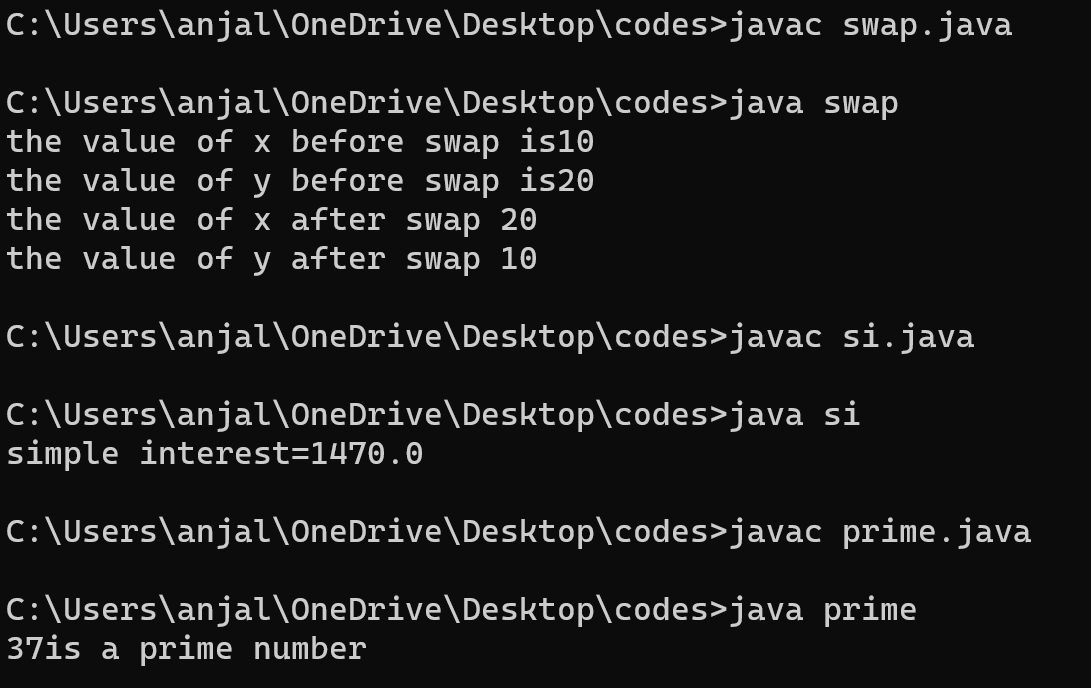 C:\Users\anjal\OneDrive\Desktop\codes>javac swap.java
C:\Users\anjal\OneDrive\Desktop\codes>java swap
the value of x before swap is10
the value of y before swap is20
the value of x after swap 20
the value of y after swap 10
C:\Users\anjal\OneDrive\Desktop\codes>javac si.java
C:\Users\anjal\OneDrive\Desktop\codes>java si
simple interest=1470.0
C:\Users\anjal\OneDrive\Desktop\codes>javac prime.java
C:\Users\anjal\OneDrive\Desktop\codes>java prime
37is a prime number